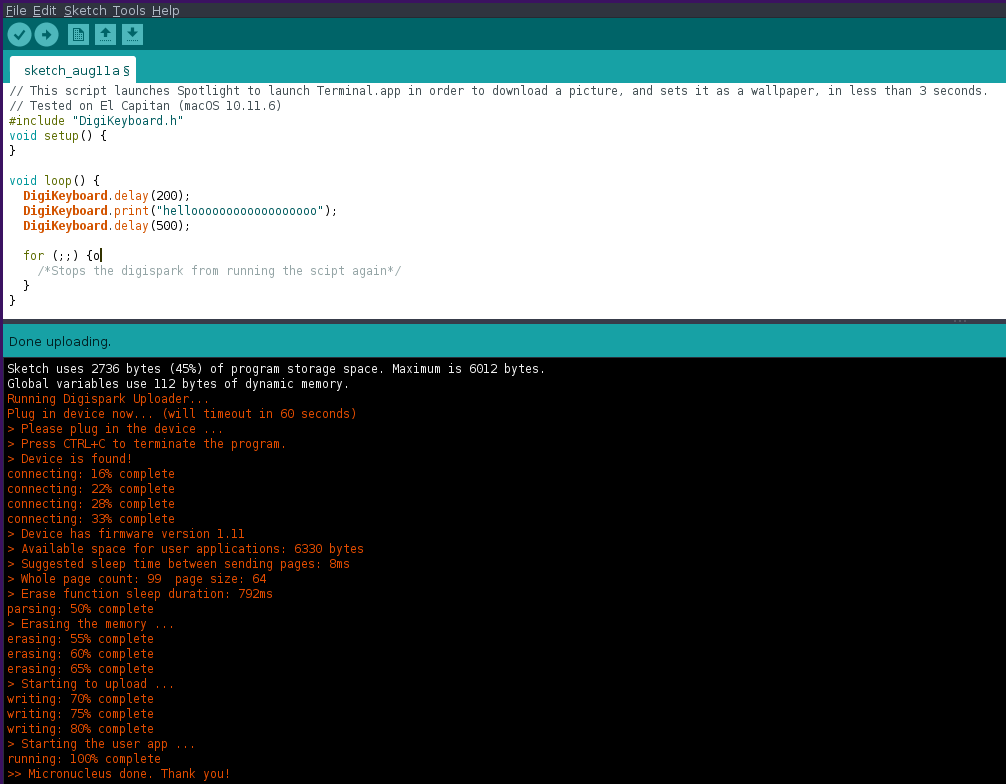 File Edit Sketch Tools Help
sketch_aug11a §
// This script launches Spotlight to launch Terminal.app in order to download a picture, and sets it as a wallpaper, in less than 3 seconds.
// Tested on El Capitan (macOS 10.11.6)
#include "DigiKeyboard.h"
void setup() {
}
void loop() {
DigiKeyboard.delay(200);
DigiKeyboard.print("helloooooooooooooooooo");
DigiKeyboard.delay(500);
for (;;) {o
/*Stops the digispark from running the scipt again*/
}
}
Done uploading.
Sketch uses 2736 bytes (45%) of program storage space. Maximum is 6012 bytes.
Global variables use 112 bytes of dynamic memory.
Running Digispark Uploader...
Plug in device now... (will timeout in 60 seconds)
> Please plug in the device ...
> Press CTRL+C to terminate the program.
> Device is found!
connecting: 16% complete
connecting: 22% complete
connecting: 28% complete
connecting: 33% complete
> Device has firmware version 1.11
> Available space for user applications: 6330 bytes
> Suggested sleep time between sending pages: 8ms
> Whole page count: 99  page size: 64
> Erase function sleep duration: 792ms
parsing: 50% complete
> Erasing the memory ...
erasing: 55% complete
erasing: 60% complete
erasing: 65% complete
> Starting to upload ...
writing: 70% complete
writing: 75% complete
writing: 80% complete
> Starting the user app ...
running: 100% complete
>> Micronucleus done. Thank you!